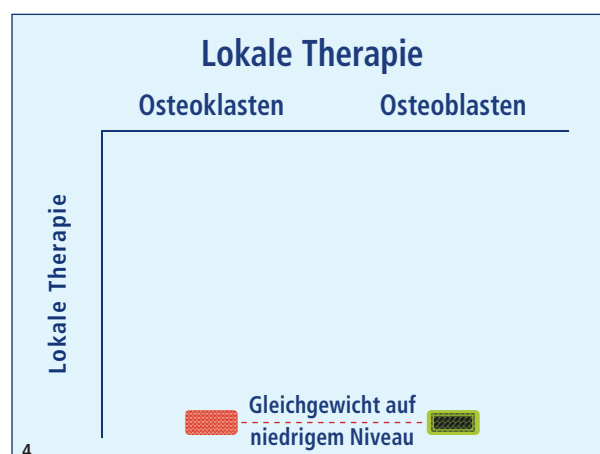 Lokale Therapie
Osteoklasten Osteoblasten
Lokale Therapie
Gleichgewicht auf
niedrigem Niveau
4